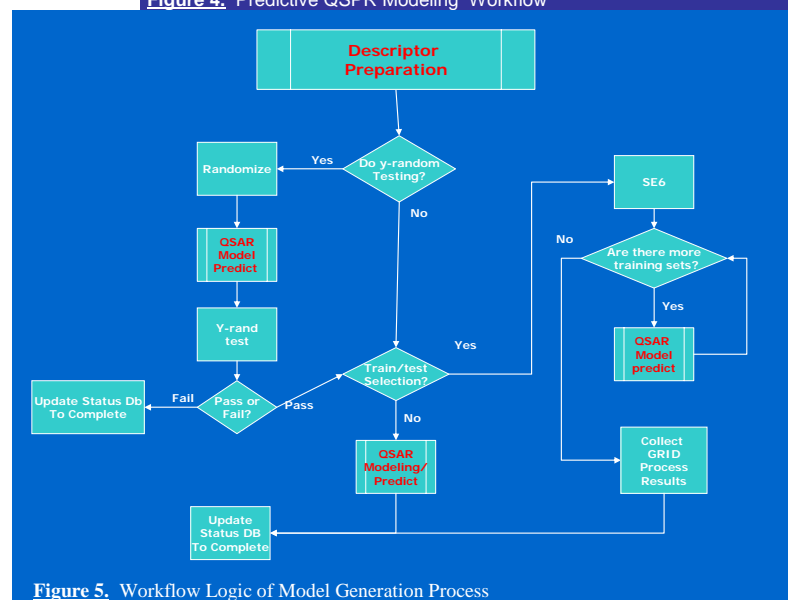 Figure 4. Predictive QSPR Modeling Workflow
Descriptor
Preparation
Do y-random
Testing?
Yes
No
Randomize
QSAR
Model
Predict
Y-rand
test
Pass or
Fail?
Fail
Pass
Update Status Db
To Complete
Train/test
Selection?
Yes
No
QSAR
Modeling/
Predict
Update
Status DB
To Complete
SE6
Are there more
training sets?
No
Yes
QSAR
Model
predict
Collect
GRID
Process
Results
Figure 5. Workflow Logic of Model Generation Process